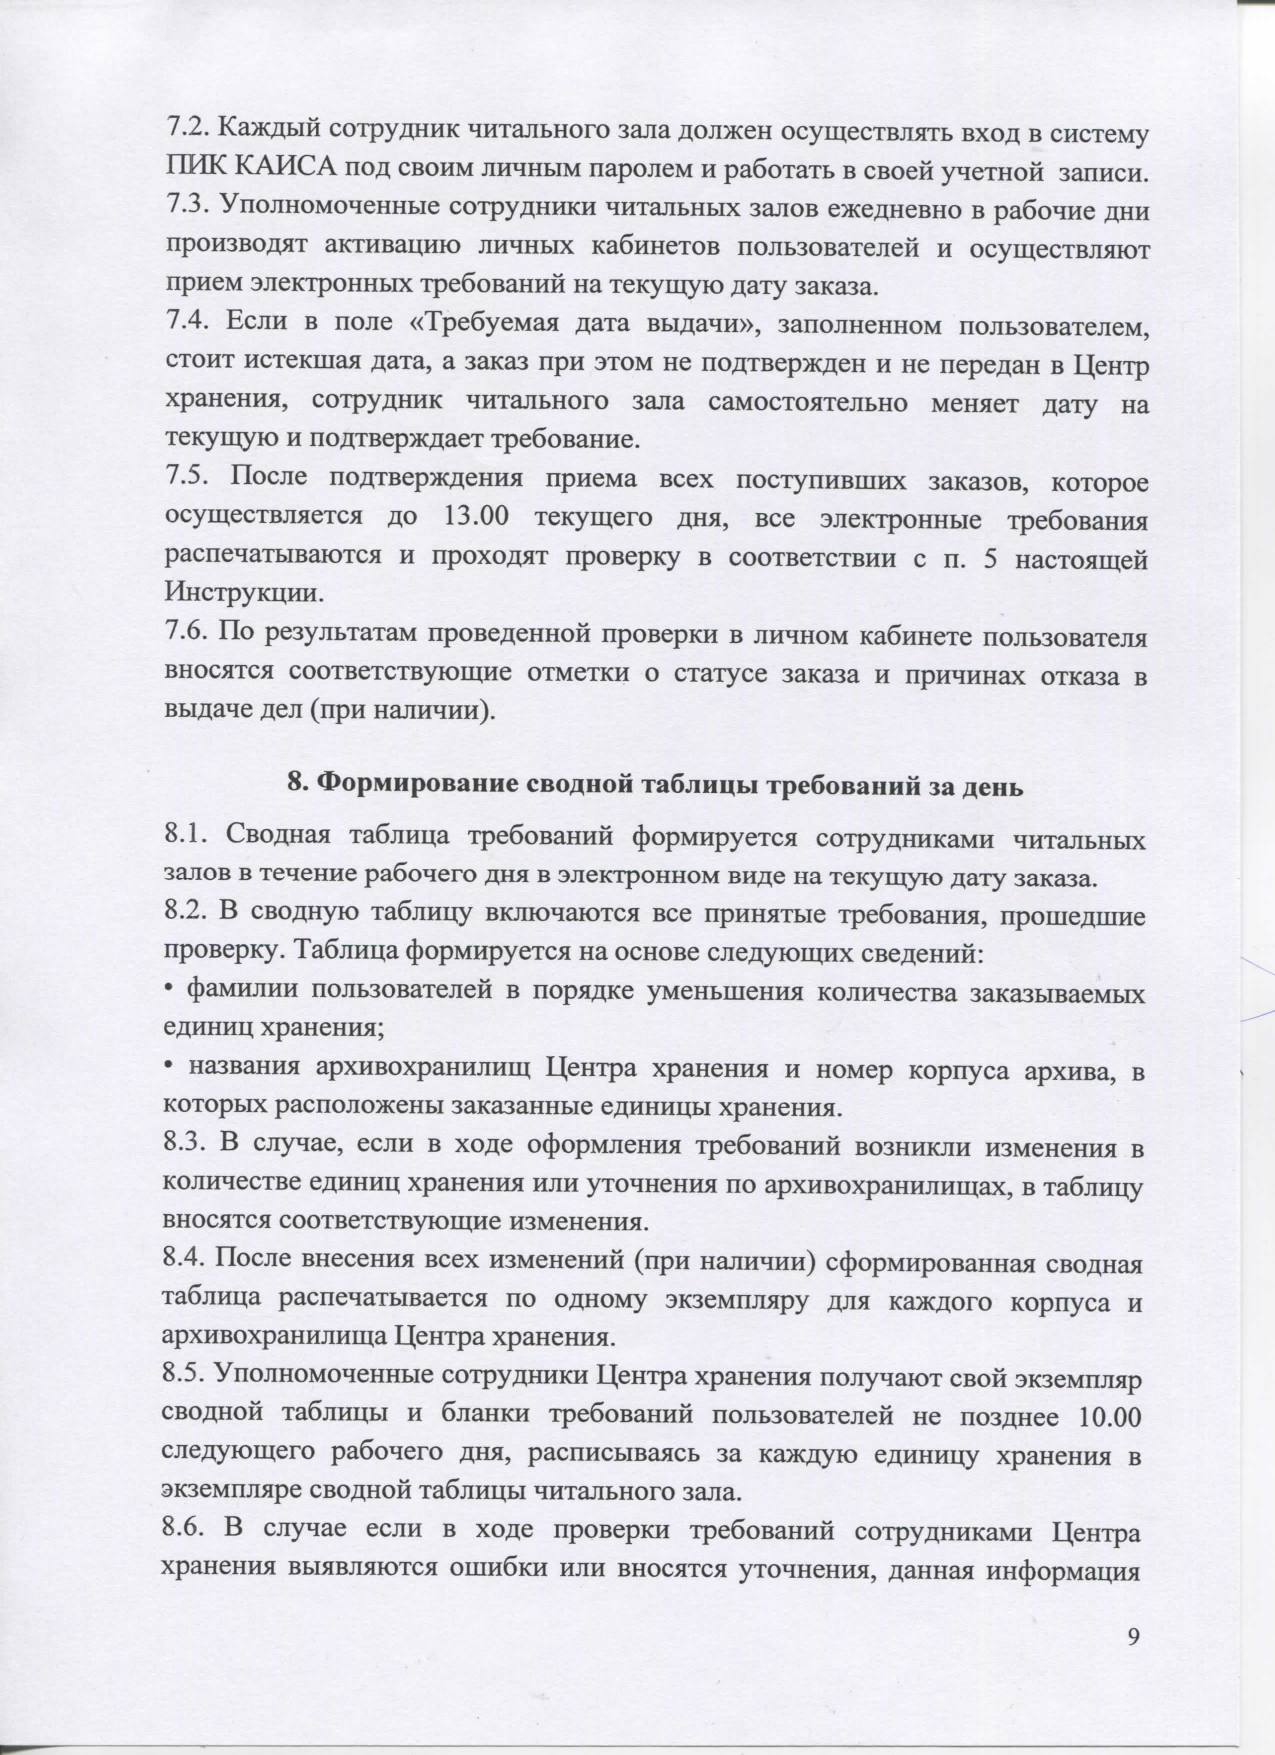 7.2. Каждый сотрудник читального зала должен осуществлять вход в систему
ПИК КАИСА под своим личным паролем и работать в своей учетной записи.
7.3. Уполномоченные сотрудники читальных залов ежедневно в рабочие дни
производят активацию личных кабинетов пользователей и осуществляют
прием электронных требований на текущую дату заказа.
7.4. Если в поле «Требуемая дата выдачи», заполненном пользователем,
стоит истекшая дата, а заказ при этом не подтвержден и не передан в Центр
хранения, сотрудник читального зала самостоятельно меняет дату на
текущую и подтверждает требование.
7.5. После подтверждения приема всех поступивших заказов, которое
осуществляется до 13.00 текущего дня, все электронные требования
распечатываются и проходят проверку в соответствии с п. 5 настоящей
Инструкции.
7.6. По результатам проведенной проверки в личном кабинете пользователя
вносятся соответствующие отметки о статусе заказа и причинах отказа в
выдаче дел (при наличии).
8. Формирование сводной таблицы требований за день
8.1. Сводная таблица требований формируется сотрудниками читальных
залов в течение рабочего дня в электронном виде на текущую дату заказа.
8.2. В сводную таблицу включаются все принятые требования, прошедшие
проверку. Таблица формируется на основе следующих сведений:
• фамилии пользователей в порядке уменьшения количества заказываемых
единиц хранения;
• названия архивохранилищ Центра хранения и номер корпуса архива, в
которых расположены заказанные единицы хранения.
8.3. В случае, если в ходе оформления требований возникли изменения в
количестве единиц хранения или уточнения по архивохранилищах, в таблицу
вносятся соответствующие изменения.
8.4. После внесения всех изменений (при наличии) сформированная сводная
таблица распечатывается по одному экземпляру для каждого корпуса и
архивохранилища Центра хранения.
8.5. Уполномоченные сотрудники Центра хранения получают свой экземпляр
сводной таблицы и бланки требований пользователей не позднее 10.00
следующего рабочего дня, расписываясь за каждую единицу хранения в
экземпляре сводной таблицы читального зала.
8.6. В случае если в ходе проверки требований сотрудниками Центра
хранения выявляются ошибки или вносятся уточнения, данная информация
9